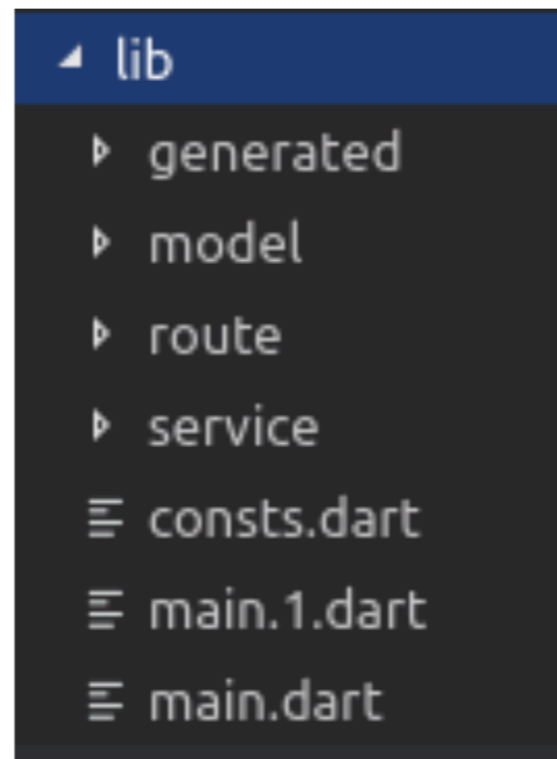 lib
generated
model
route
service
consts.dart
main.1.dart
main.dart